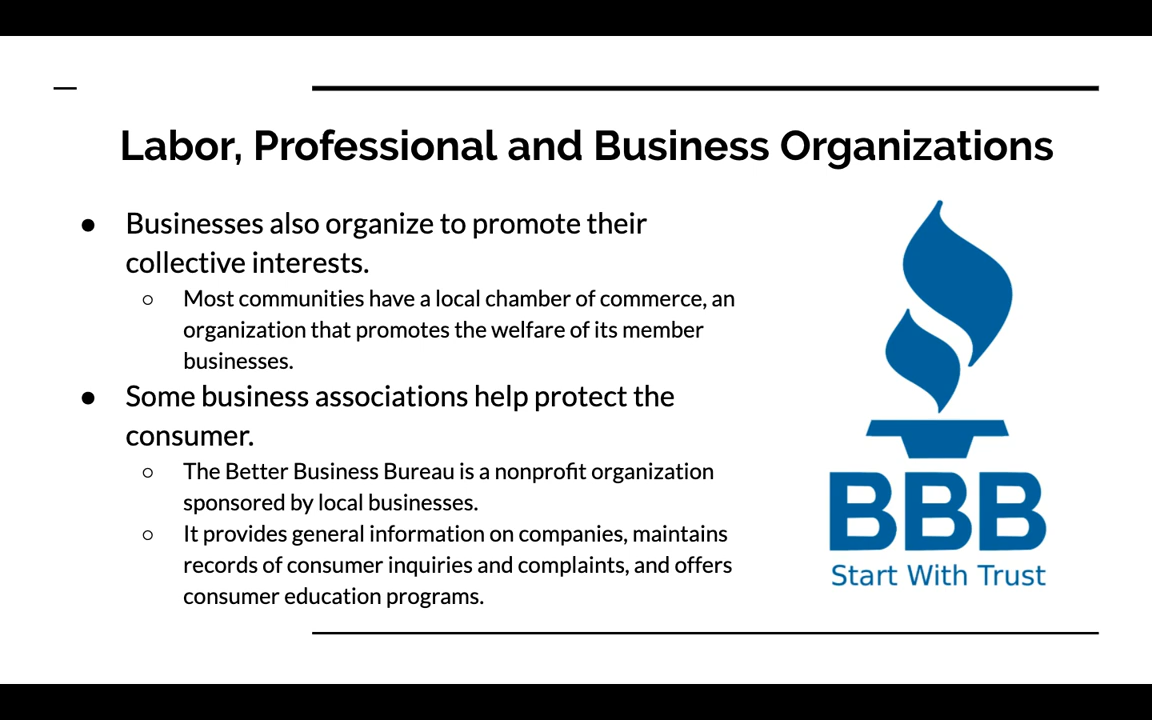 Labor, Professional and Business Organizations
● Businesses also organize to promote their
collective interests.
○ Most communities have a local chamber of commerce, an
organization that promotes the welfare of its member
businesses.
● Some business associations help protect the
consumer.
○ The Better Business Bureau is a nonprofit organization
sponsored by local businesses.
○ It provides general information on companies, maintains
records of consumer inquiries and complaints, and offers
consumer education programs.
BBB
Start With Trust